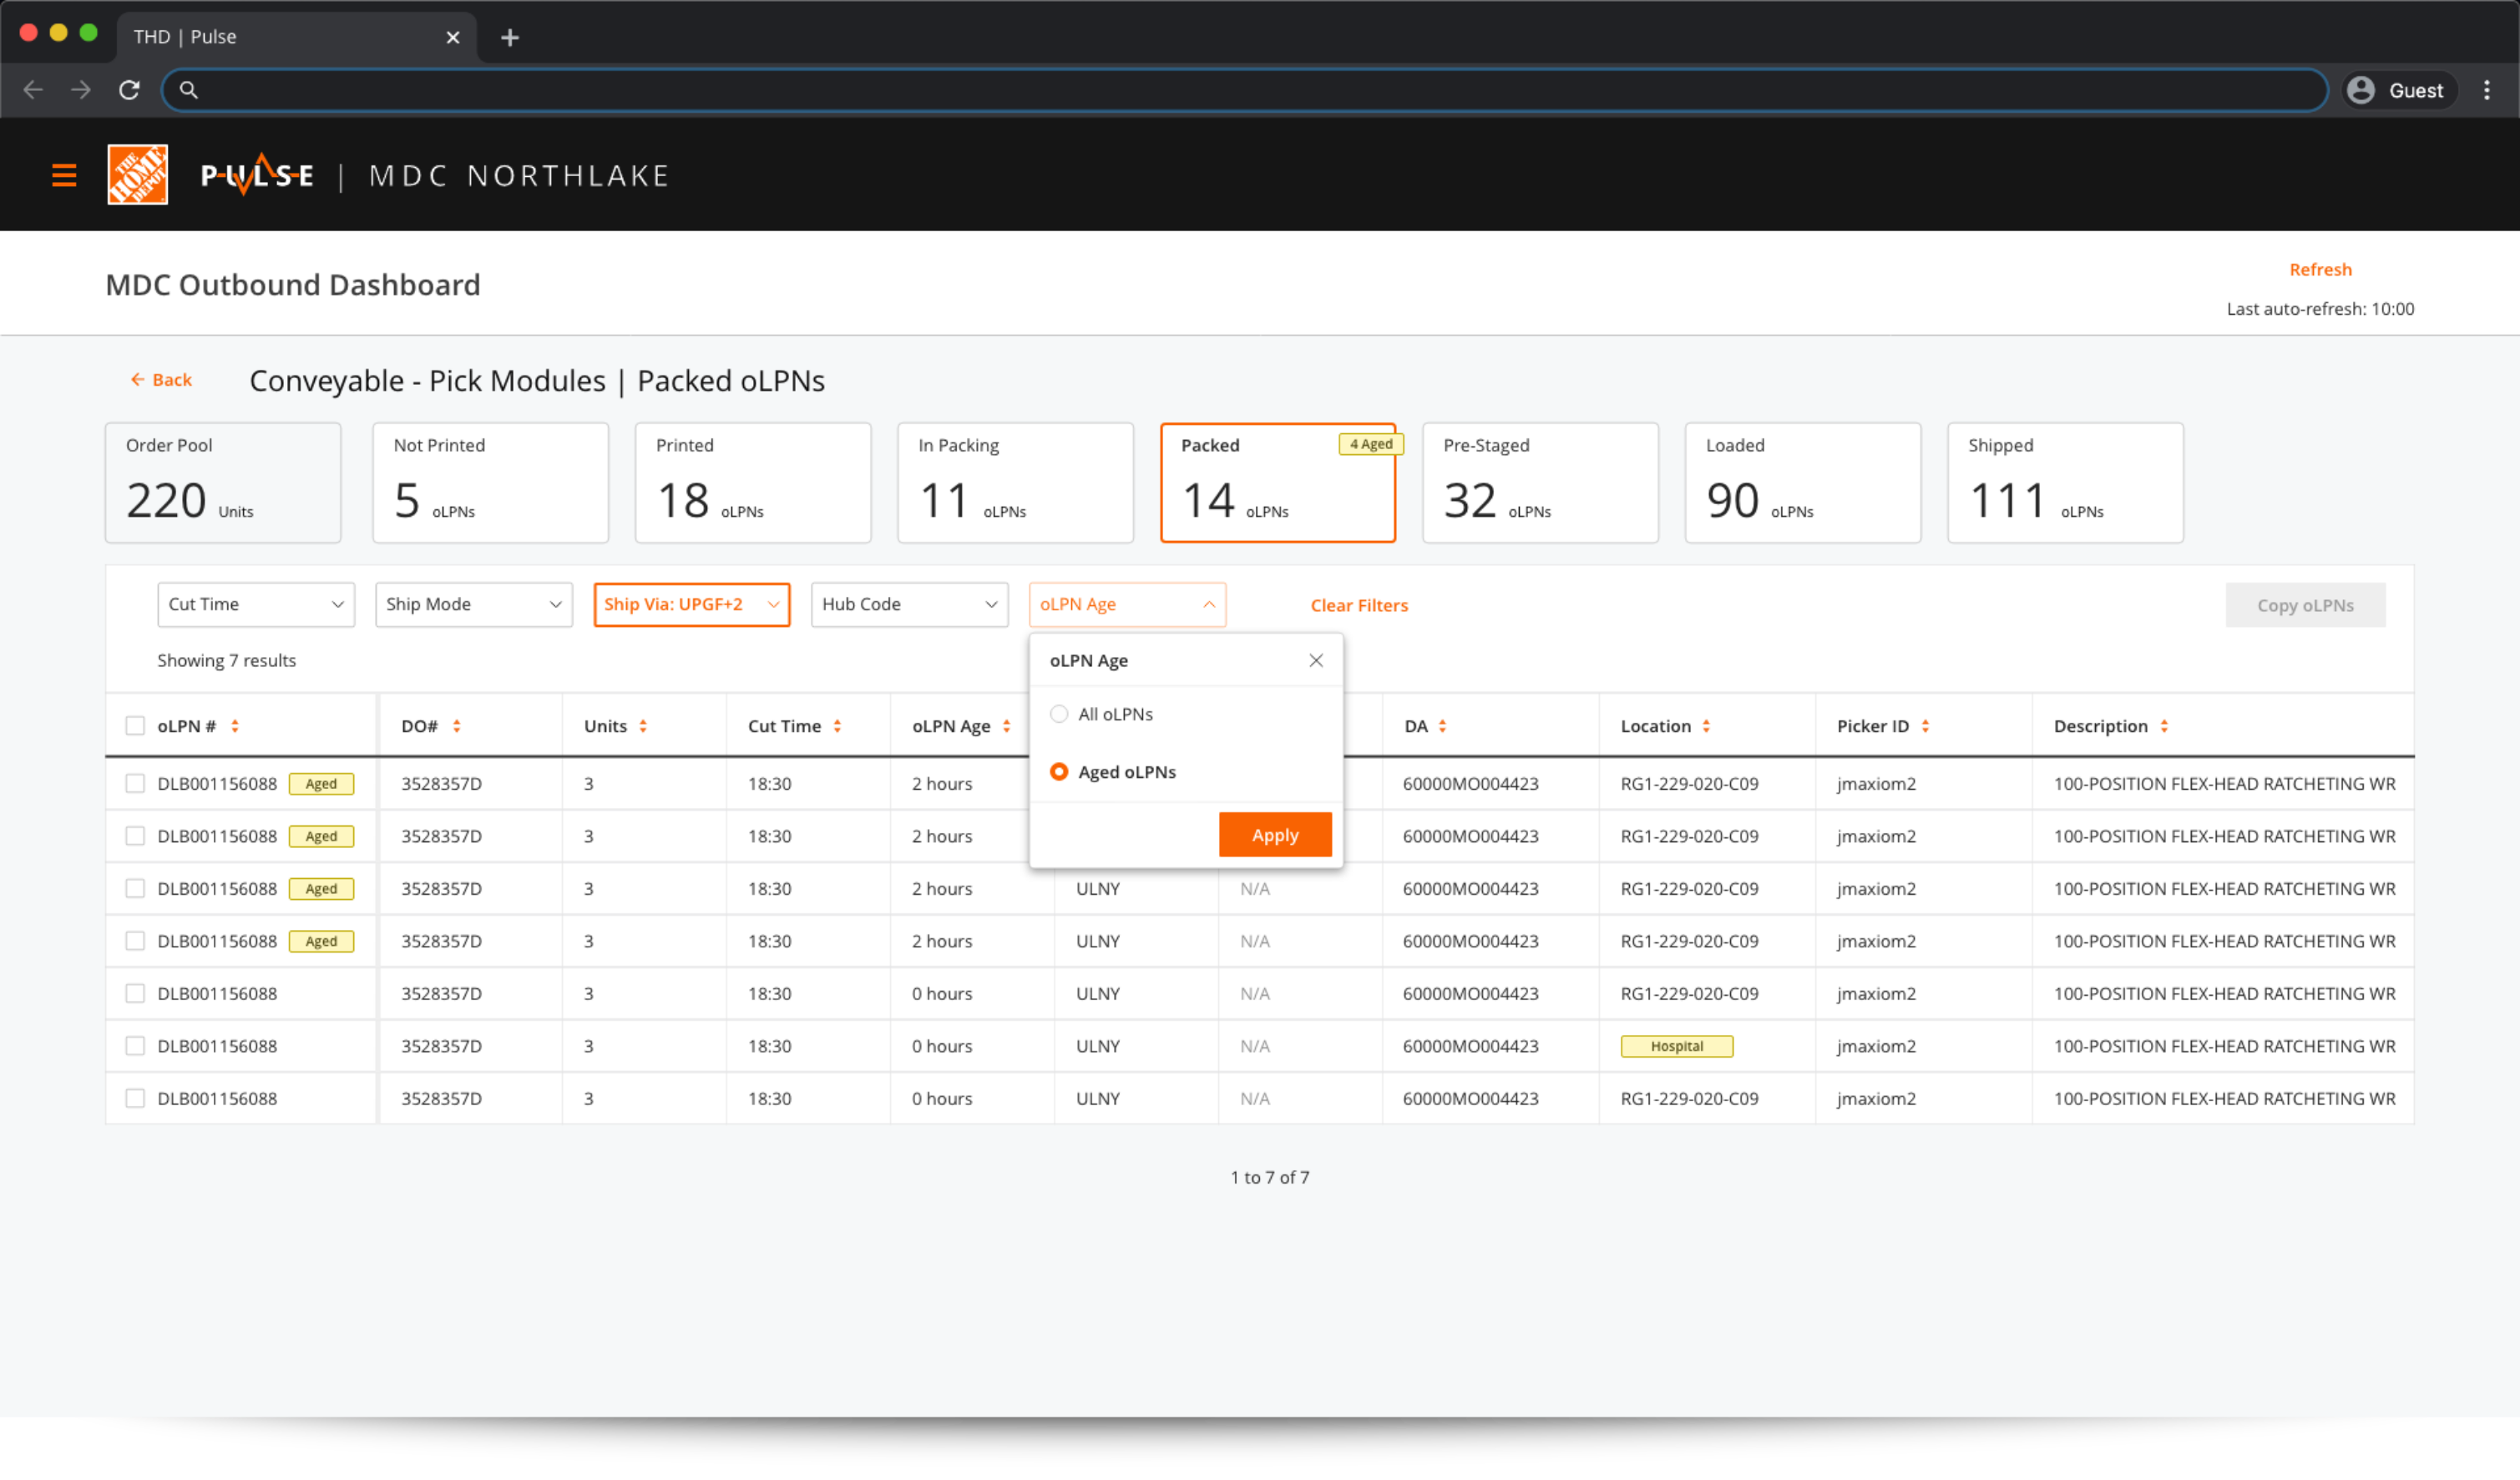 THD | Pulse
Guest
THE HOME DEPOT
PULSE | MDC NORTHLAKE
MDC Outbound Dashboard
Refresh
Last auto-refresh: 10:00
Back
Conveyable - Pick Modules | Packed oLPNs
Order Pool
220 Units
Not Printed
5 oLPNs
Printed
18 oLPNs
In Packing
11 oLPNs
Packed
4 Aged
14 oLPNs
Pre-Staged
32 oLPNs
Loaded
90 oLPNs
Shipped
111 oLPNs
Cut Time
Ship Mode
Ship Via: UPGF+2
Hub Code
oLPN Age
Clear Filters
Copy oLPNs
Showing 7 results
oLPN Age
All oLPNs
Aged oLPNs
Apply
oLPN # DO# Units Cut Time oLPN Age DA Location Picker ID Description
DLB001156088 Aged 3528357D 3 18:30 2 hours 60000MO004423 RG1-229-020-C09 jmaxiom2 100-POSITION FLEX-HEAD RATCHETING WR
DLB001156088 Aged 3528357D 3 18:30 2 hours 60000MO004423 RG1-229-020-C09 jmaxiom2 100-POSITION FLEX-HEAD RATCHETING WR
DLB001156088 Aged 3528357D 3 18:30 2 hours ULNY N/A 60000MO004423 RG1-229-020-C09 jmaxiom2 100-POSITION FLEX-HEAD RATCHETING WR
DLB001156088 Aged 3528357D 3 18:30 2 hours ULNY N/A 60000MO004423 RG1-229-020-C09 jmaxiom2 100-POSITION FLEX-HEAD RATCHETING WR
DLB001156088 3528357D 3 18:30 0 hours ULNY N/A 60000MO004423 RG1-229-020-C09 jmaxiom2 100-POSITION FLEX-HEAD RATCHETING WR
DLB001156088 3528357D 3 18:30 0 hours ULNY N/A 60000MO004423 Hospital jmaxiom2 100-POSITION FLEX-HEAD RATCHETING WR
DLB001156088 3528357D 3 18:30 0 hours ULNY N/A 60000MO004423 RG1-229-020-C09 jmaxiom2 100-POSITION FLEX-HEAD RATCHETING WR
1 to 7 of 7